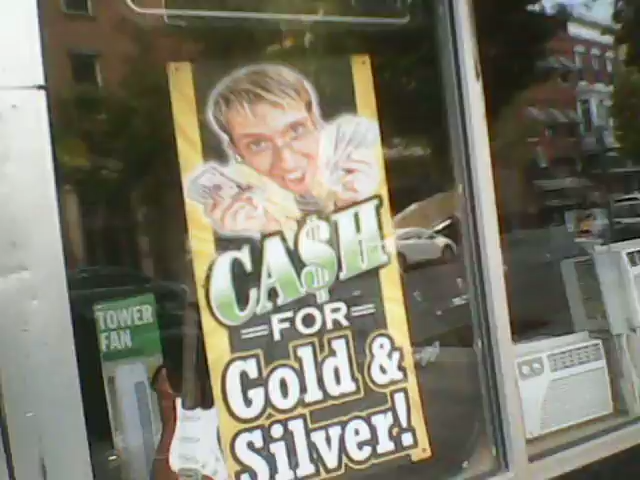 CA$H
FOR
Gold &
Silver!
TOWER
FAN